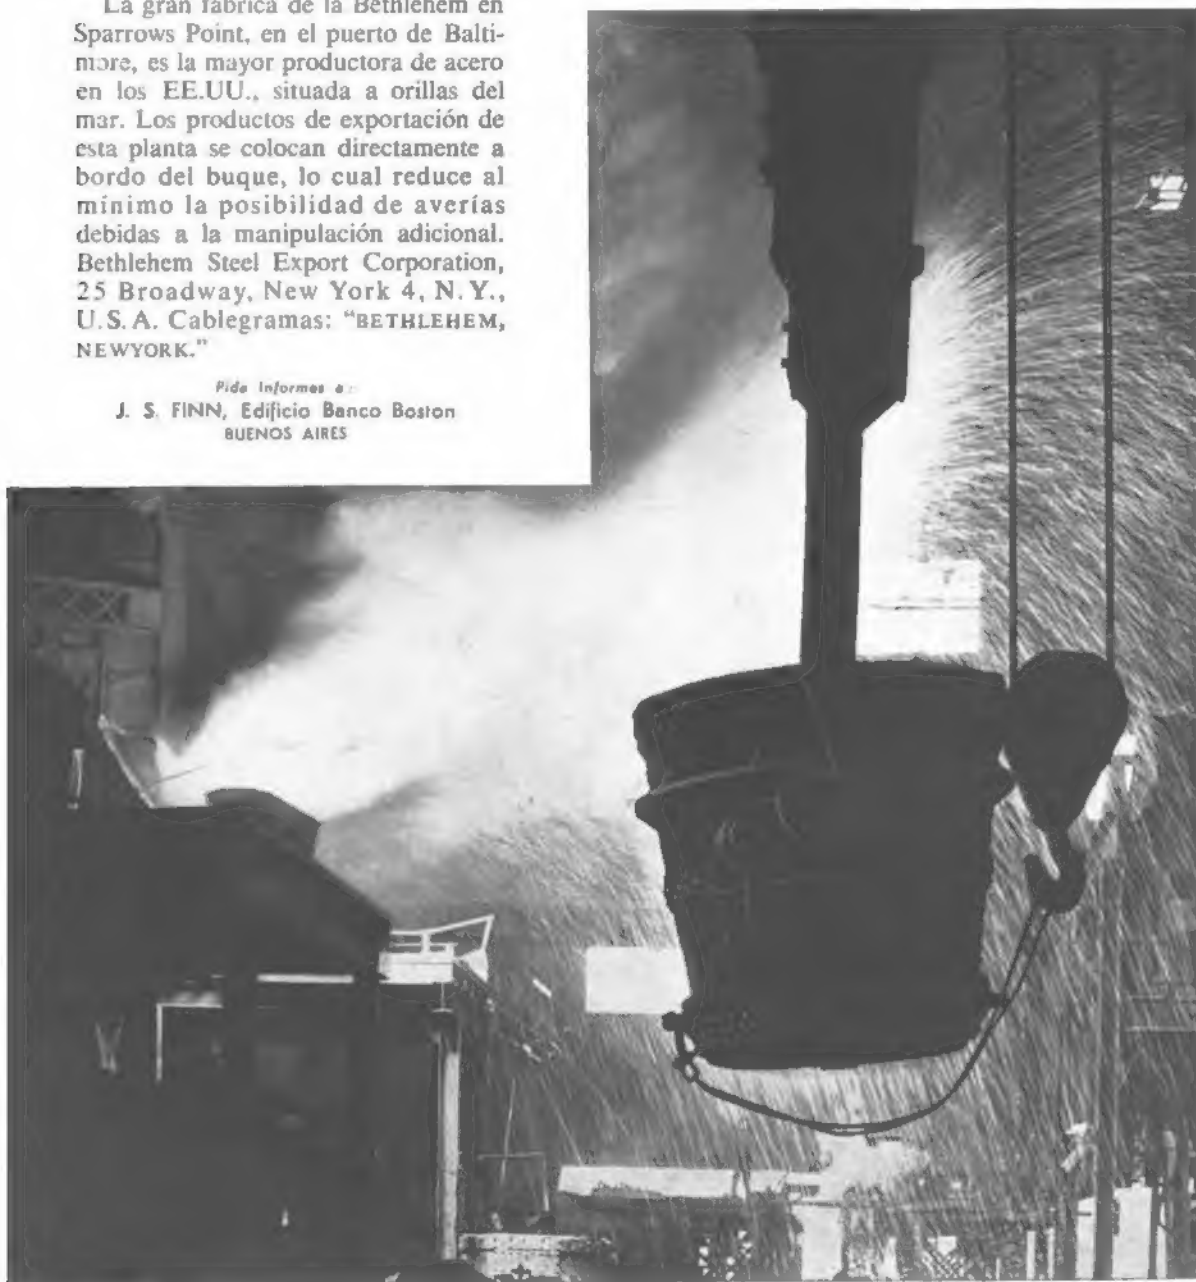 La gran fábrica de la Bethlehem en
Sparrows Point, en el puerto de Balti-
more, es la mayor productora de acero
en los EE.UU., situada a orillas del
mar. Los productos de exportación de
esta planta se colocan directamente a
bordo del buque, lo cual reduce al
mínimo la posibilidad de averías
debidas a la manipulación adicional.
Bethlehem Steel Export Corporation,
25 Broadway, New York 4, N.Y.,
U.S.A. Cablegramas: "BETHLEHEM,
NEWYORK."
Pida Informes a:
J. S. FINN, Edificio Banco Boston
BUENOS AIRES